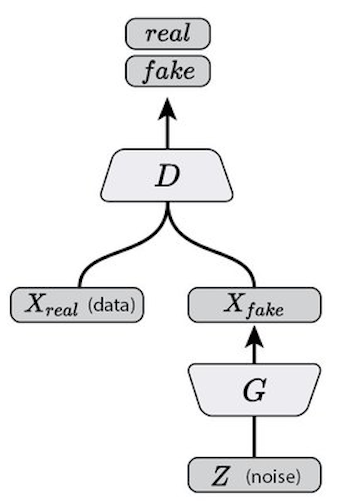 real
fake
D
X_real (data)
X_fake
G
Z (noise)